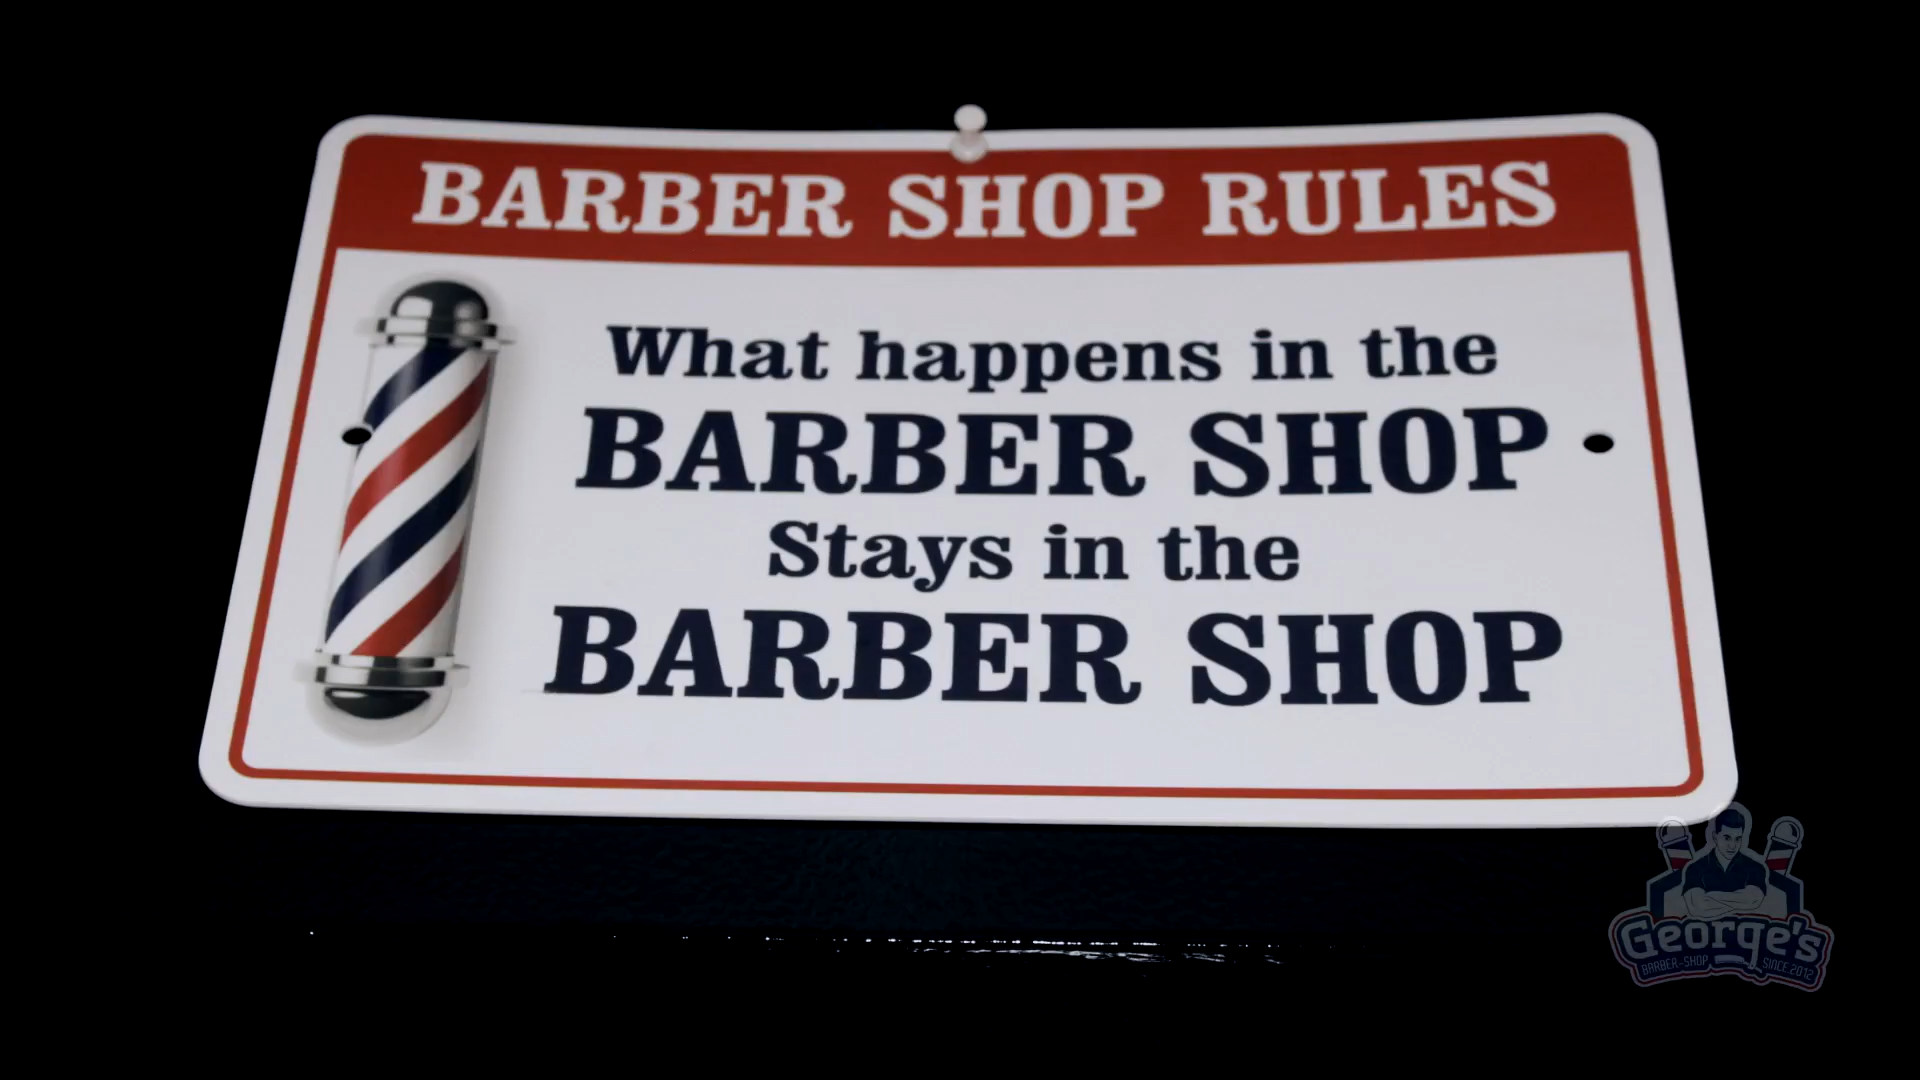 BARBER SHOP RULES
What happens in the
BARBER SHOP
Stays in the
BARBER SHOP
George's
BARBER-SHOP SINCE.2012